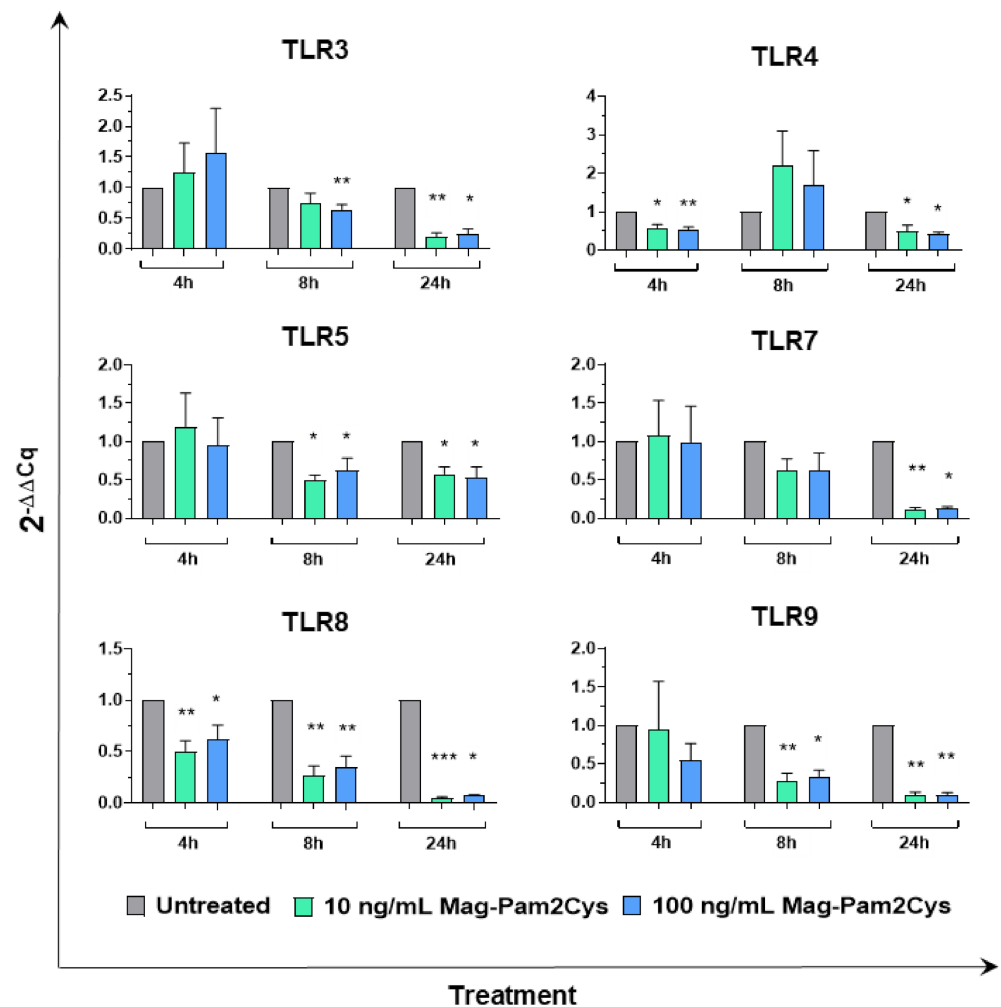 TLR3
2.5
2.0
1.5
1.0
0.5
0.0
** ** *
4h 8h 24h
TLR4
4
3
2
1
0
* ** * *
4h 8h 24h
TLR5
2.0
1.5
1.0
0.5
0.0
* * * *
4h 8h 24h
TLR7
2.0
1.5
1.0
0.5
0.0
** *
4h 8h 24h
TLR8
1.5
1.0
0.5
0.0
** * ** ** *** *
4h 8h 24h
TLR9
2.0
1.5
1.0
0.5
0.0
** * ** **
4h 8h 24h
2-ΔΔCq
Untreated 10 ng/mL Mag-Pam2Cys 100 ng/mL Mag-Pam2Cys
Treatment